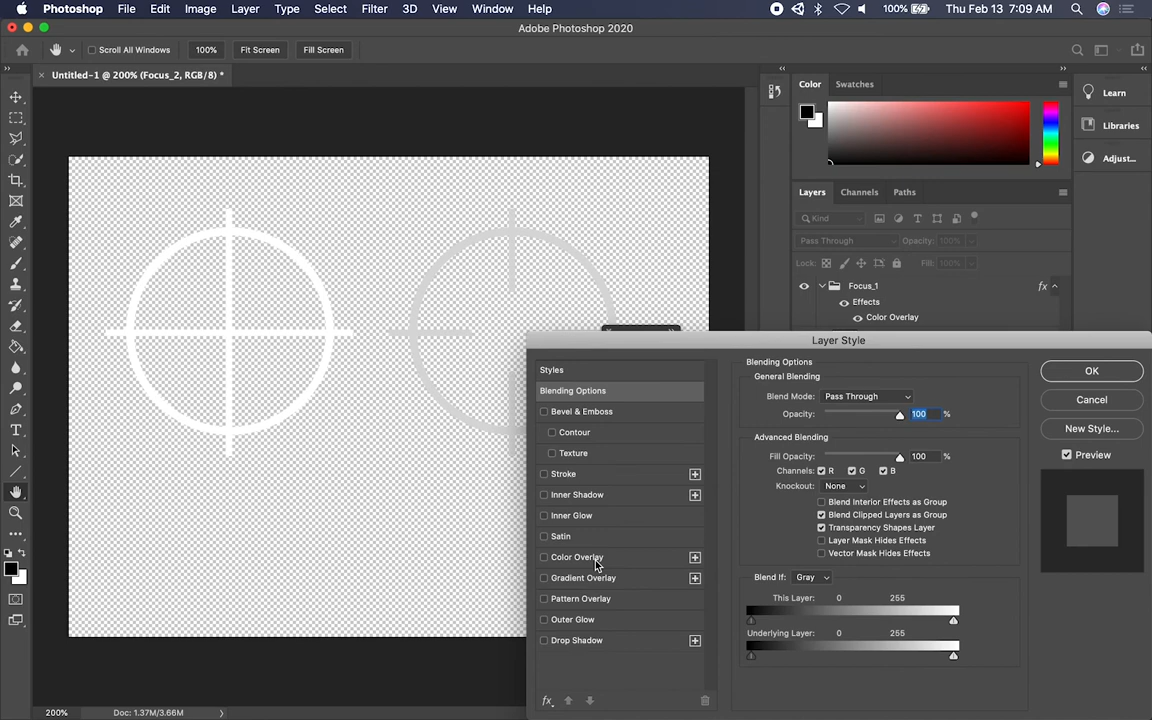 Photoshop File Edit Image Layer Type Select Filter 3D View Window Help 100% Thu Feb 13 7:09 AM
Adobe Photoshop 2020
Scroll All Windows 100% Fit Screen Fill Screen
Untitled-1 @ 200% (Focus_2, RGB/8) *
Color Swatches
Learn
Libraries
Adjust...
Layers Channels Paths
Kind
Pass Through Opacity: 100%
Lock: Fill: 100%
Focus_1 fx
Effects
Color Overlay
Layer Style
Styles
Blending Options
Bevel & Emboss
Contour
Texture
Stroke
Inner Shadow
Inner Glow
Satin
Color Overlay
Gradient Overlay
Pattern Overlay
Outer Glow
Drop Shadow
fx
Blending Options
General Blending
Blend Mode: Pass Through
Opacity: 100 %
Advanced Blending
Fill Opacity: 100 %
Channels: R G B
Knockout: None
Blend Interior Effects as Group
Blend Clipped Layers as Group
Transparency Shapes Layer
Layer Mask Hides Effects
Vector Mask Hides Effects
Blend If: Gray
This Layer: 0 255
Underlying Layer: 0 255
OK
Cancel
New Style...
Preview
200% Doc: 1.37M/3.66M